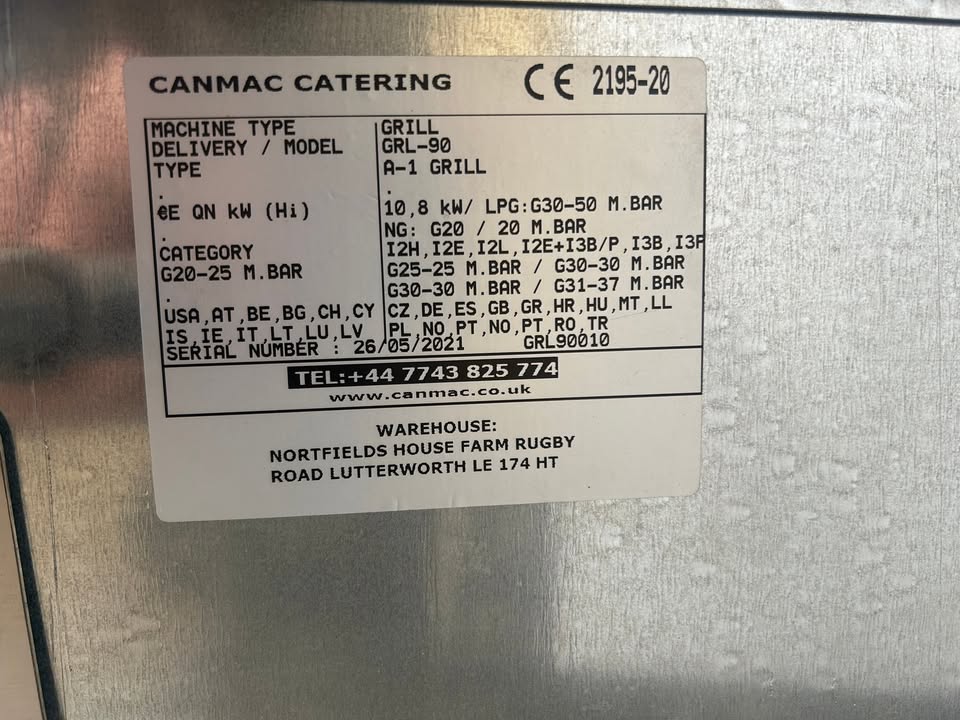 CANMAC CATERING CE 2195-20
MACHINE TYPE GRILL
DELIVERY / MODEL GRL-90
TYPE A-1 GRILL
. .
€E QN kW (Hi) 10,8 kW/ LPG:G30-50 M.BAR
. NG: G20 / 20 M.BAR
CATEGORY I2H,I2E,I2L,I2E+I3B/P,I3B,I3P
G20-25 M.BAR G25-25 M.BAR / G30-30 M.BAR
. G30-30 M.BAR / G31-37 M.BAR
USA,AT,BE,BG,CH,CY CZ,DE,ES,GB,GR,HR,HU,MT,LL
IS,IE,IT,LT,LU,LV PL,NO,PT,NO,PT,RO,TR
SERIAL NUMBER : 26/05/2021 GRL90010
TEL:+44 7743 825 774
www.canmac.co.uk
WAREHOUSE:
NORTFIELDS HOUSE FARM RUGBY
ROAD LUTTERWORTH LE 174 HT